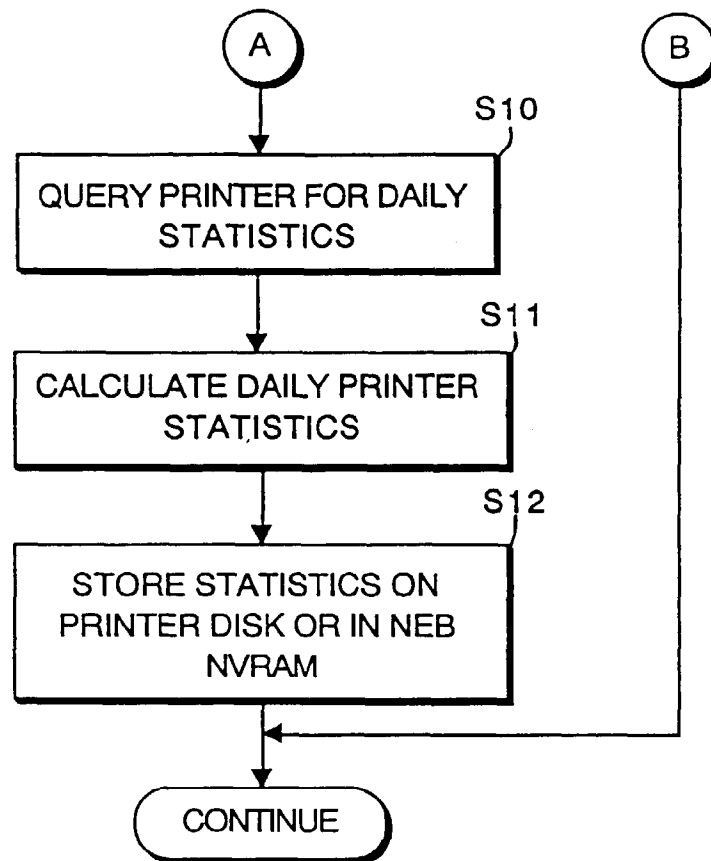 A
B
S10
QUERY PRINTER FOR DAILY
STATISTICS
S11
CALCULATE DAILY PRINTER
STATISTICS
S12
STORE STATISTICS ON
PRINTER DISK OR IN NEB
NVRAM
CONTINUE